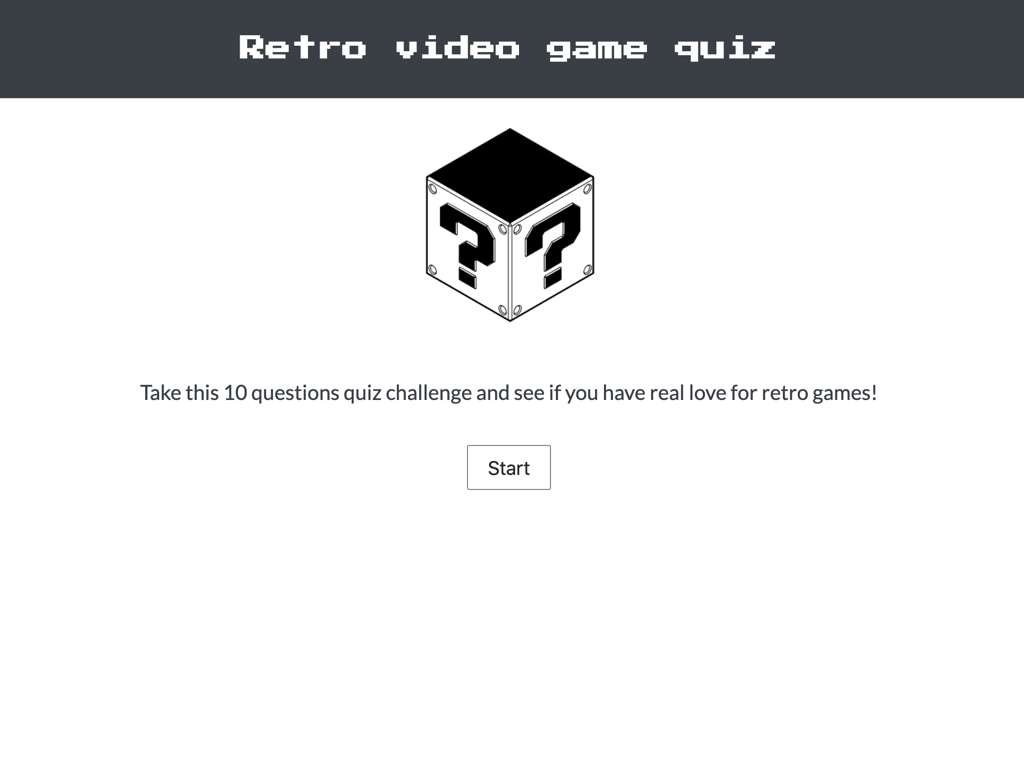 Retro video game quiz
? ?
Take this 10 questions quiz challenge and see if you have real love for retro games!
Start